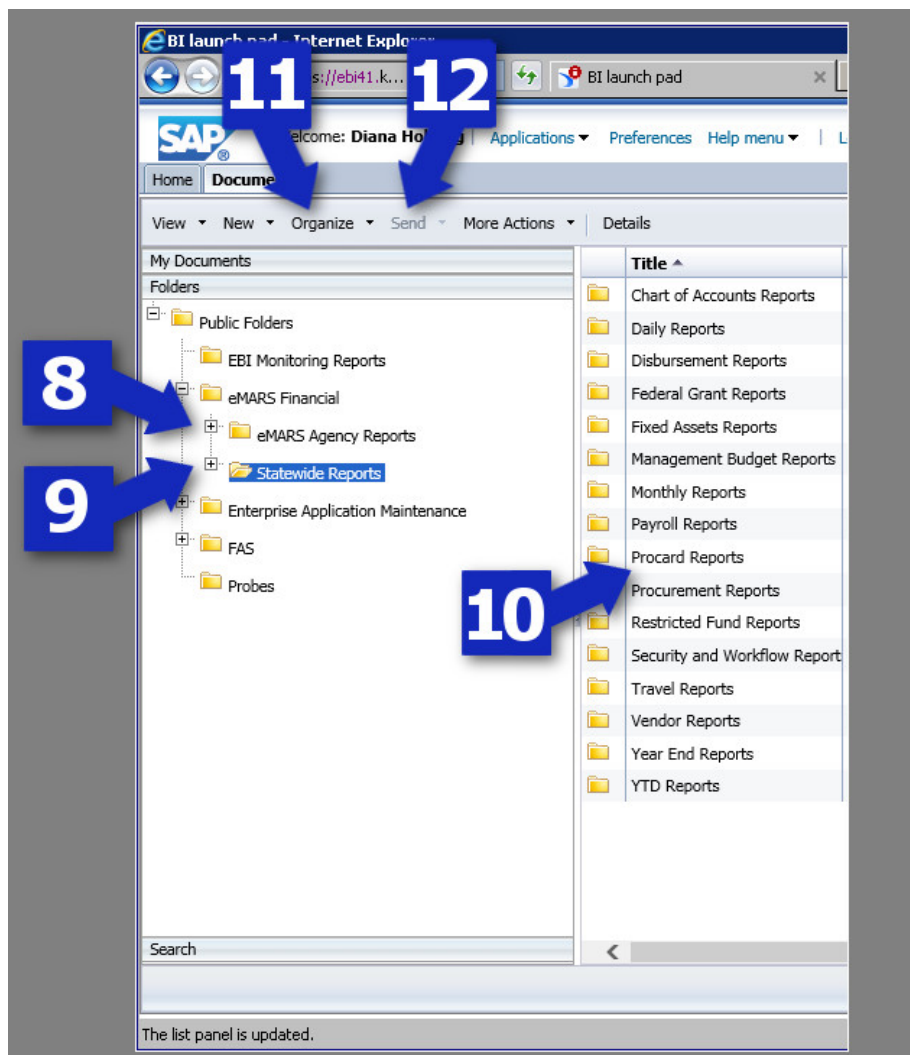 BI launch pad - Internet Explorer
s://ebi41.k... BI launch pad
11 12
SAP Welcome: Diana Applications Preferences Help menu
Home
View New Organize Send More Actions Details
My Documents
Folders
Public Folders
EBI Monitoring Reports
eMARS Financial
8
eMARS Agency Reports
Statewide Reports
9
Enterprise Application Maintenance
FAS
Probes
10
Search
Title
Chart of Accounts Reports
Daily Reports
Disbursement Reports
Federal Grant Reports
Fixed Assets Reports
Management Budget Reports
Monthly Reports
Payroll Reports
Procard Reports
Procurement Reports
Restricted Fund Reports
Security and Workflow Report
Travel Reports
Vendor Reports
Year End Reports
YTD Reports
The list panel is updated.